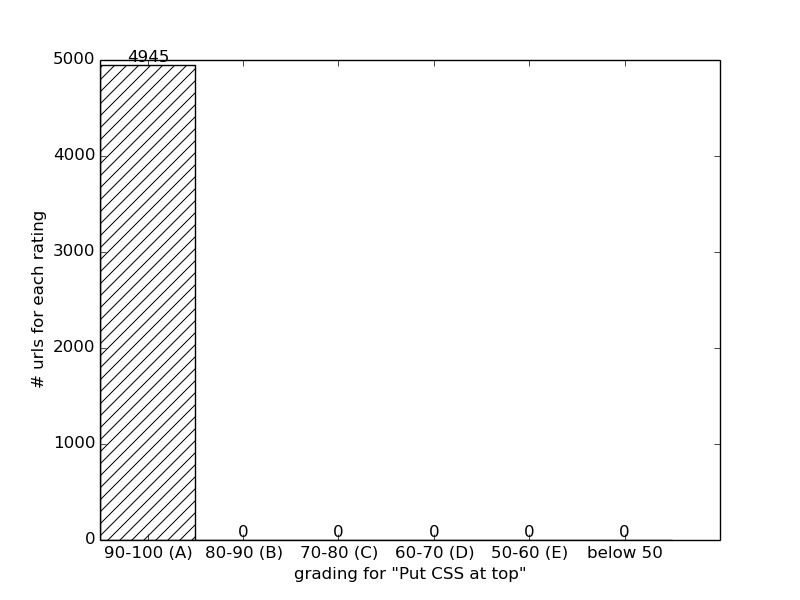 4945
5000
4000
3000
2000
1000
0
# urls for each rating
0 0 0 0 0
90-100 (A) 80-90 (B) 70-80 (C) 60-70 (D) 50-60 (E) below 50
grading for "Put CSS at top"